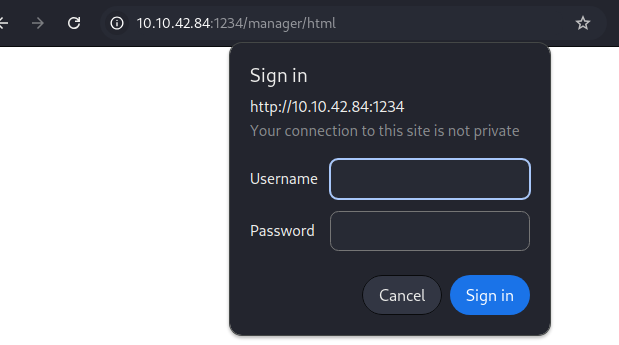 10.10.42.84:1234/manager/html
Sign in
http://10.10.42.84:1234
Your connection to this site is not private
Username
Password
Cancel
Sign in